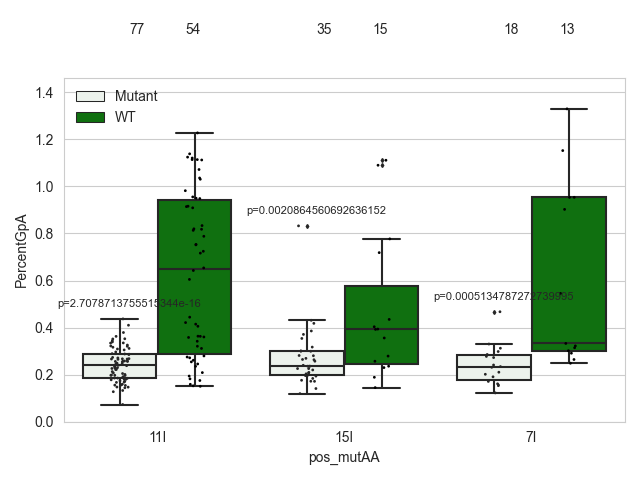 77 54 35 15 18 13
PercentGpA
1.4
1.2
1.0
0.8
0.6
0.4
0.2
0.0
Mutant
WT
p=2.7078713755515344e-16
p=0.0020864560692636152
p=0.0005134787272739995
11I 15I 7I
pos_mutAA